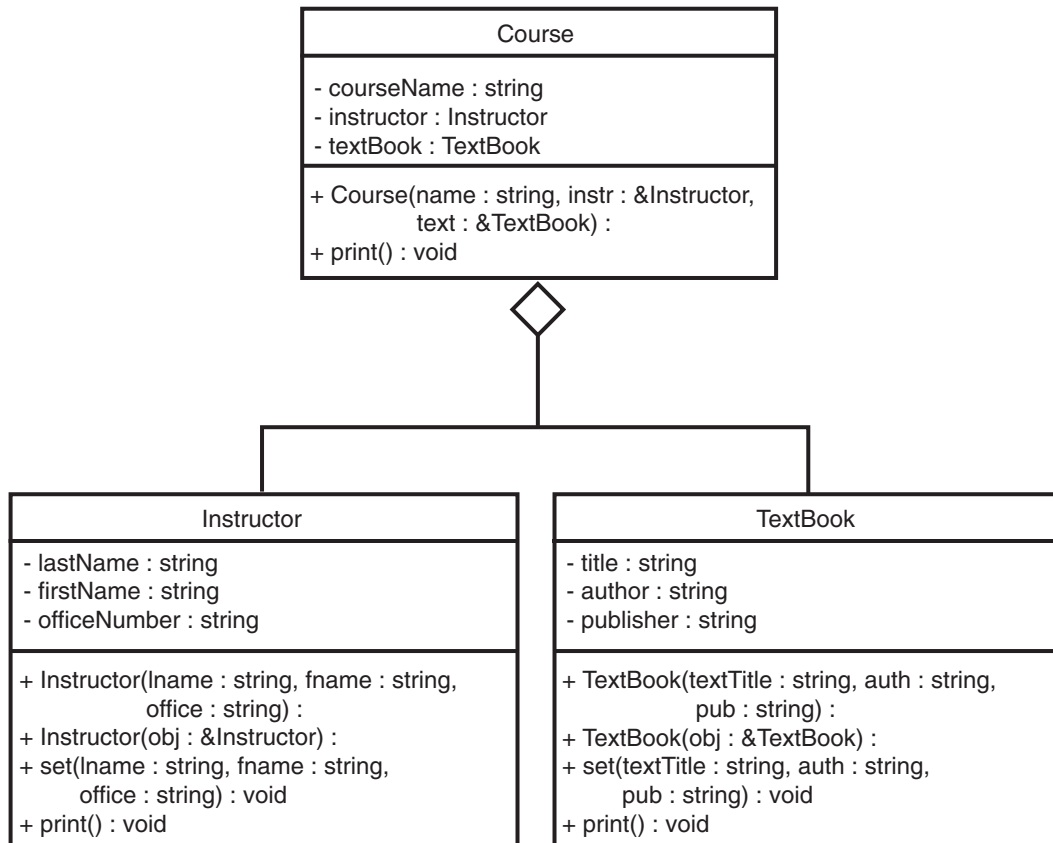 Course
- courseName : string
- instructor : Instructor
- textBook : TextBook
+ Course(name : string, instr : &Instructor,
text : &TextBook) :
+ print() : void
Instructor
- lastName : string
- firstName : string
- officeNumber : string
+ Instructor(lname : string, fname : string,
office : string) :
+ Instructor(obj : &Instructor) :
+ set(lname : string, fname : string,
office : string) : void
+ print() : void
TextBook
- title : string
- author : string
- publisher : string
+ TextBook(textTitle : string, auth : string,
pub : string) :
+ TextBook(obj : &TextBook) :
+ set(textTitle : string, auth : string,
pub : string) : void
+ print() : void